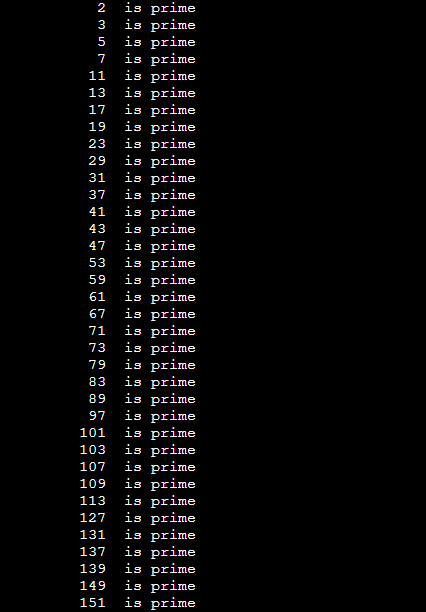 2 is prime
3 is prime
5 is prime
7 is prime
11 is prime
13 is prime
17 is prime
19 is prime
23 is prime
29 is prime
31 is prime
37 is prime
41 is prime
43 is prime
47 is prime
53 is prime
59 is prime
61 is prime
67 is prime
71 is prime
73 is prime
79 is prime
83 is prime
89 is prime
97 is prime
101 is prime
103 is prime
107 is prime
109 is prime
113 is prime
127 is prime
131 is prime
137 is prime
139 is prime
149 is prime
151 is prime